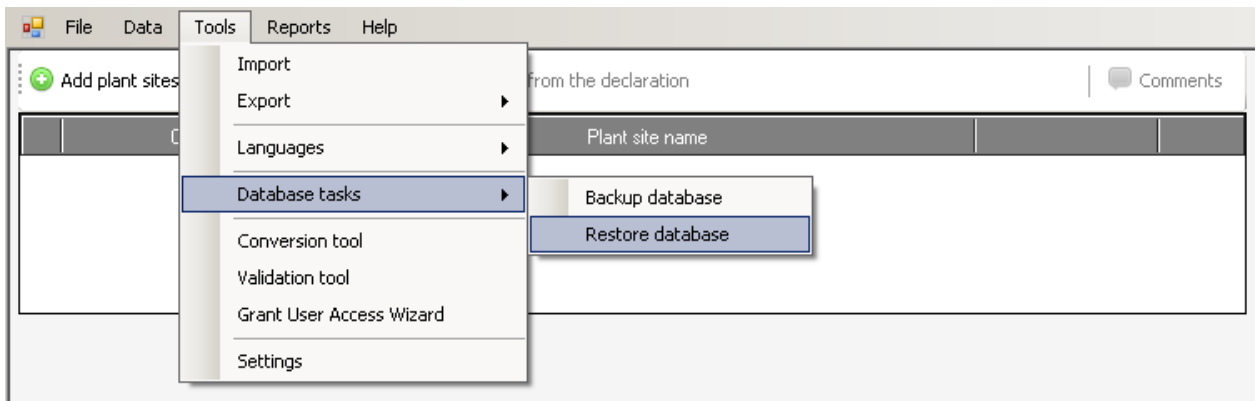 File Data Tools Reports Help
Add plant sites from the declaration Comments
Plant site name
Import
Export
Languages
Database tasks
Backup database
Restore database
Conversion tool
Validation tool
Grant User Access Wizard
Settings